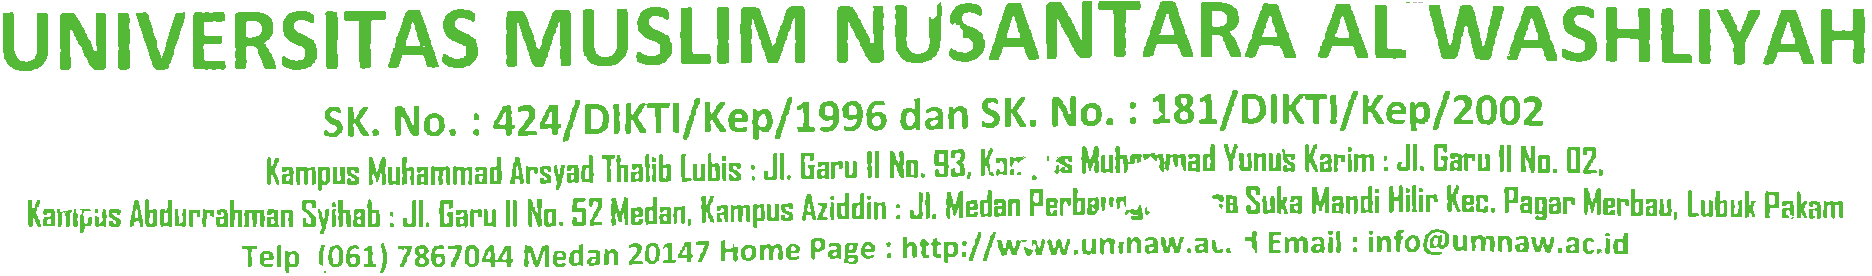 UNIVERSITAS MUSLIM NUSANTARA AL WASHLIYAH
SK. No. : 424/DIKTI/Kep/1996 dan SK. No. : 181/DIKTI/Kep/2002
Kampus Muhammad Arsyad Thalib Lubis : Jl. Garu II No. 93, Muhammad Yunus Karim : Jl. Garu II No. 02,
Kampus Abdurrahman Syihab : Jl. Garu II No. 52 Medan, Kampus Aziddin : Jl. Medan Suka Mandi Hilir Kec. Pagar Merbau, Lubuk Pakam
Telp (061) 7867044 Medan 20147 Home Page : Email : info@umnaw.ac.id